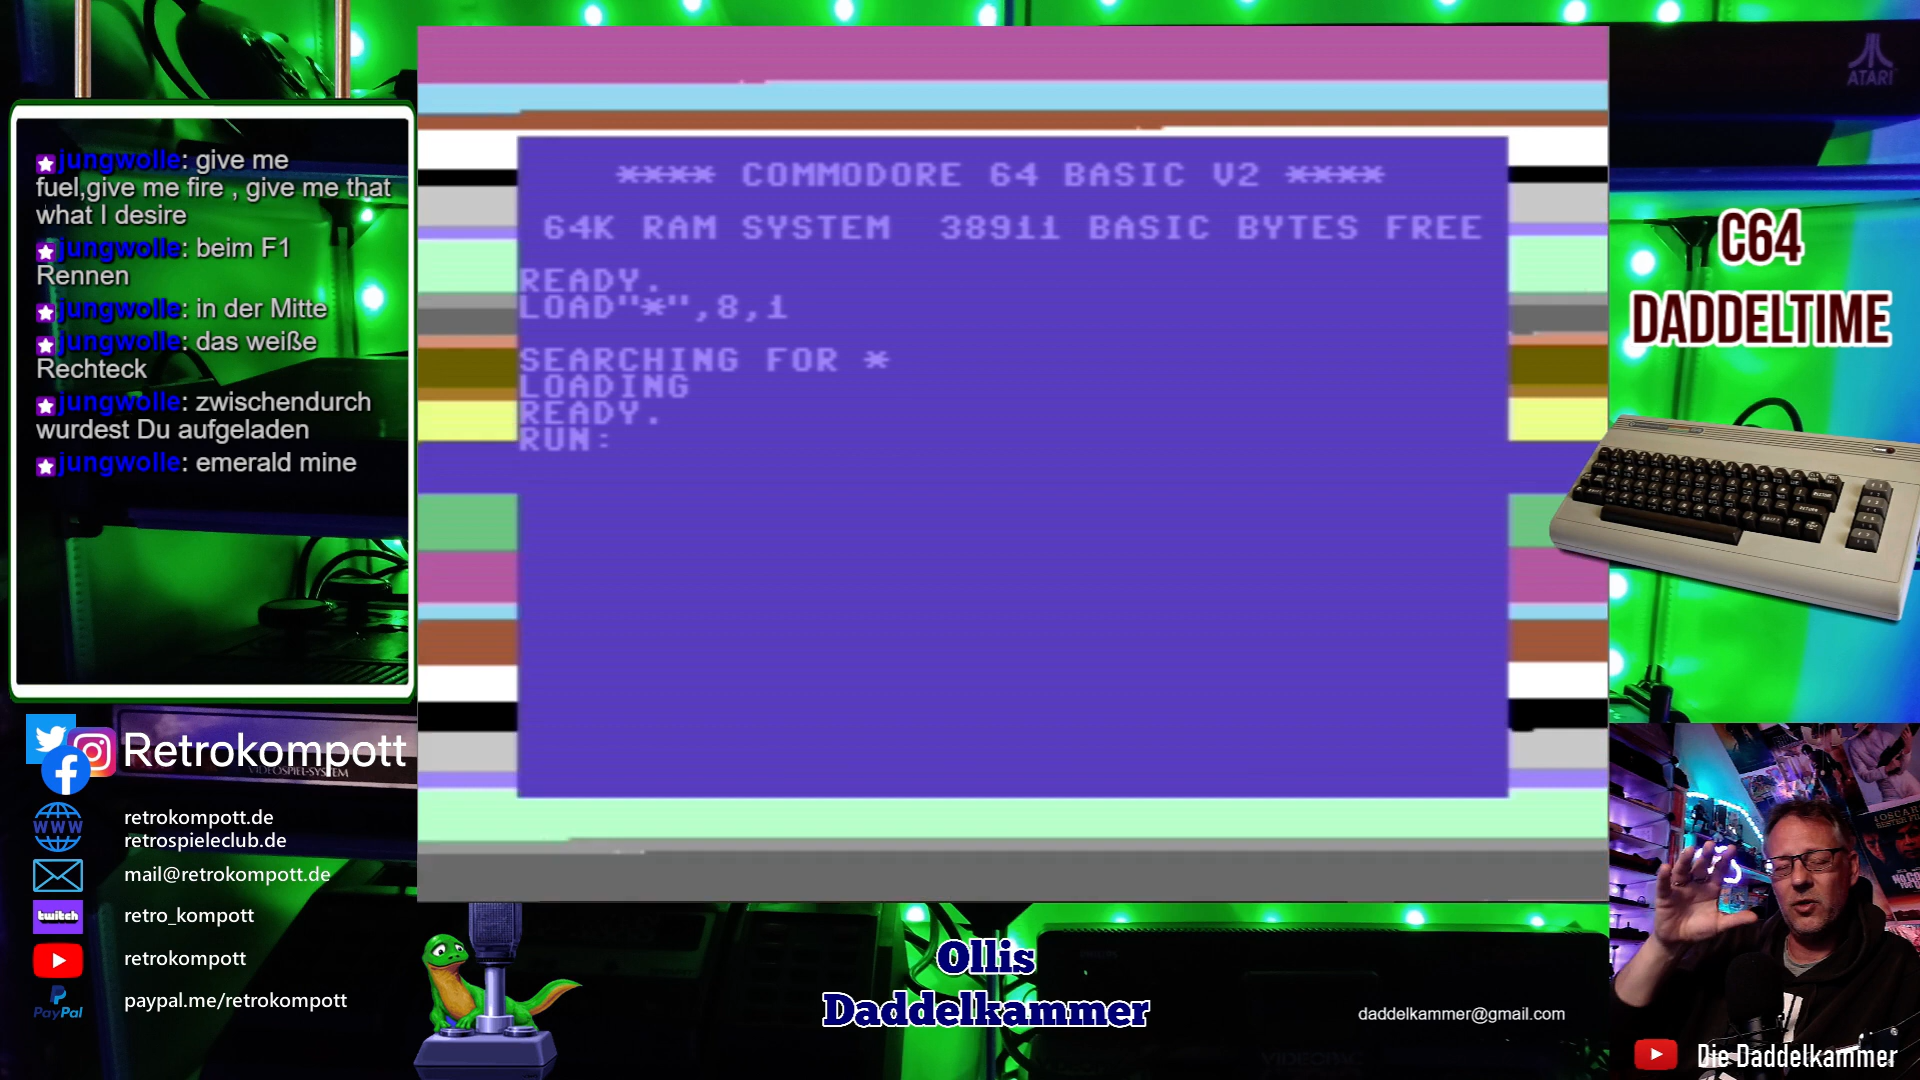 jungwolle: give me
fuel,give me fire , give me that
what I desire
jungwolle: beim F1
Rennen
jungwolle: in der Mitte
jungwolle: das weiße
Rechteck
jungwolle: zwischendurch
wurdest Du aufgeladen
jungwolle: emerald mine
Retrokompott
VIDEOSPIEL-SYSTEM
WWW
retrokompott.de
retrospieleclub.de
mail@retrokompott.de
twitch
retro_kompott
retrokompott
PayPal
paypal.me/retrokompott
**** COMMODORE 64 BASIC V2 ****
64K RAM SYSTEM 38911 BASIC BYTES FREE
READY.
LOAD"*",8,1
SEARCHING FOR *
LOADING
READY.
RUN:
Ollis
Daddelkammer
daddelkammer@gmail.com
ATARI
C64
DADDELTIME
Die Daddelkammer